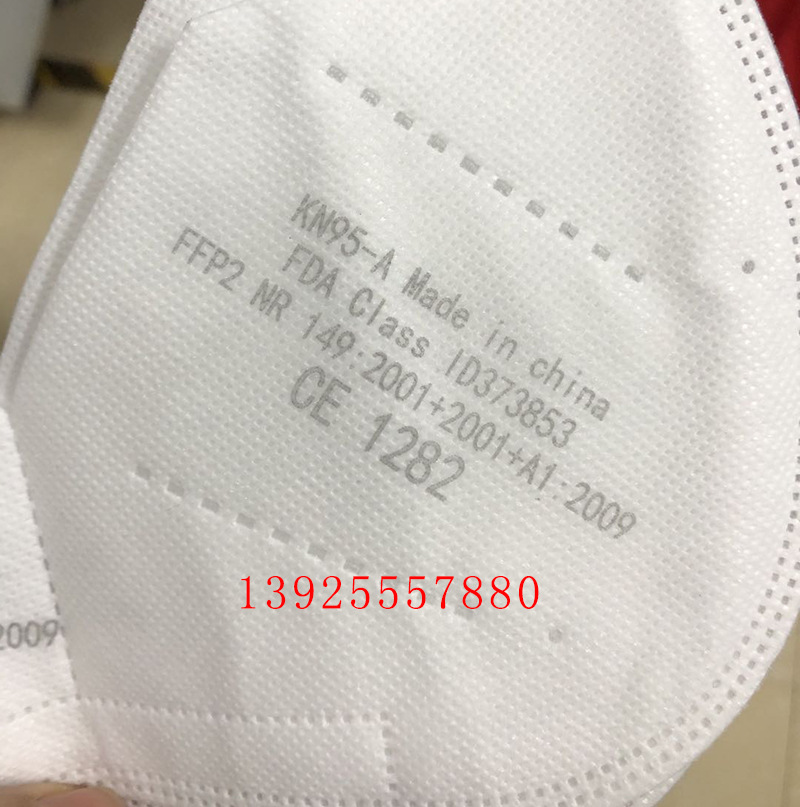 KN95-A Made in china
FDA Class ID373853
FFP2 NR 149:2001+2001+A1:2009
CE 1282
13925557880
2009